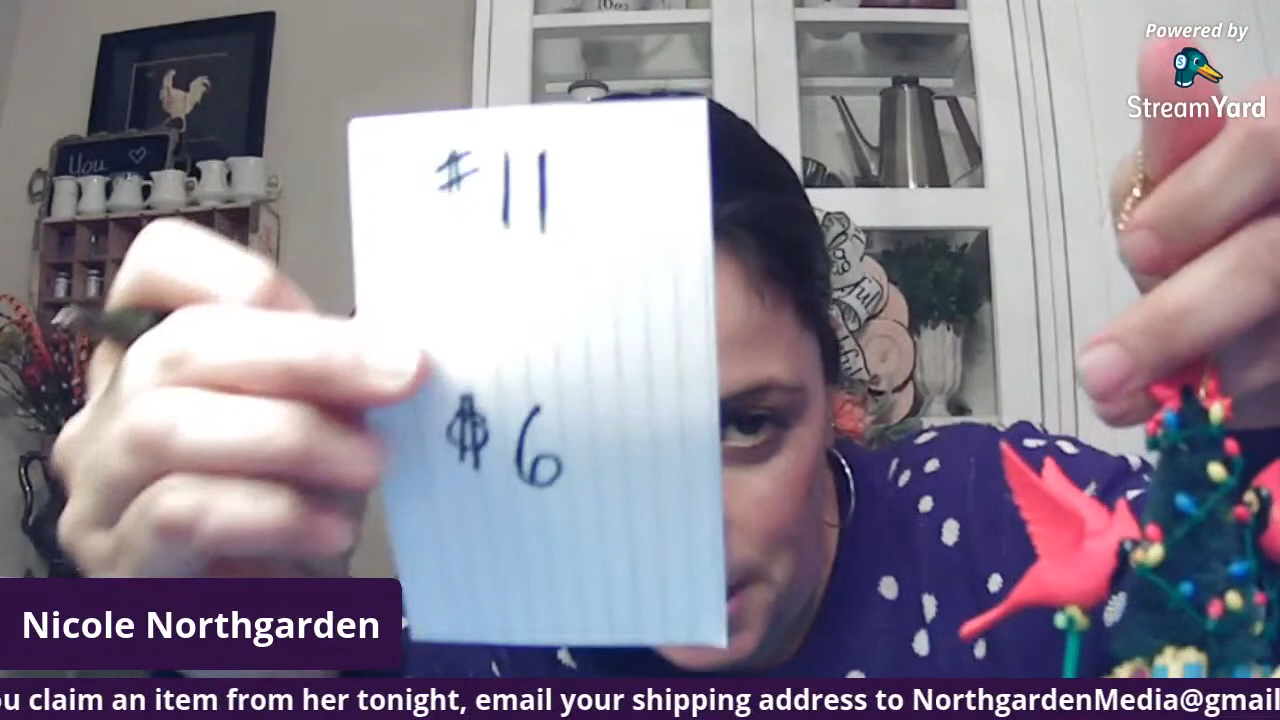 Powered by
StreamYard
You ♡
#11
$6
Nicole Northgarden
ou claim an item from her tonight, email your shipping address to NorthgardenMedia@gmail